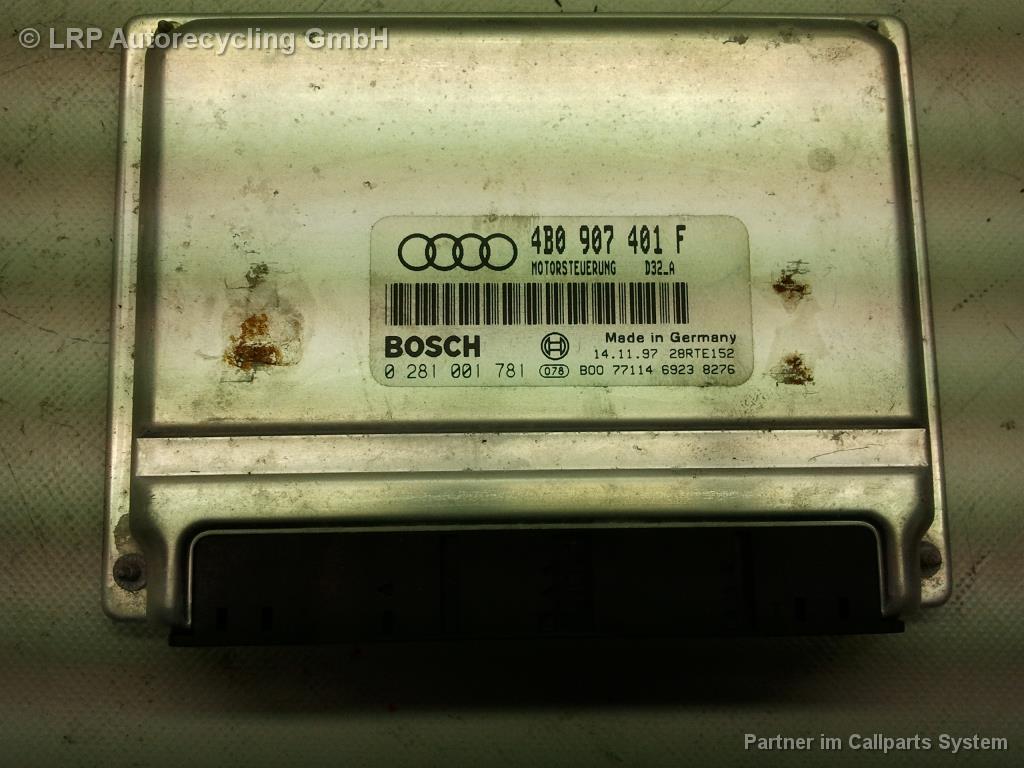 © LRP Autorecycling GmbH
4B0 907 401 F
MOTORSTEUERUNG D32_A
BOSCH
Made in Germany
14.11.97 28RTE152
0 281 001 781 078 B00 77114 6923 8276
Partner im Callparts System